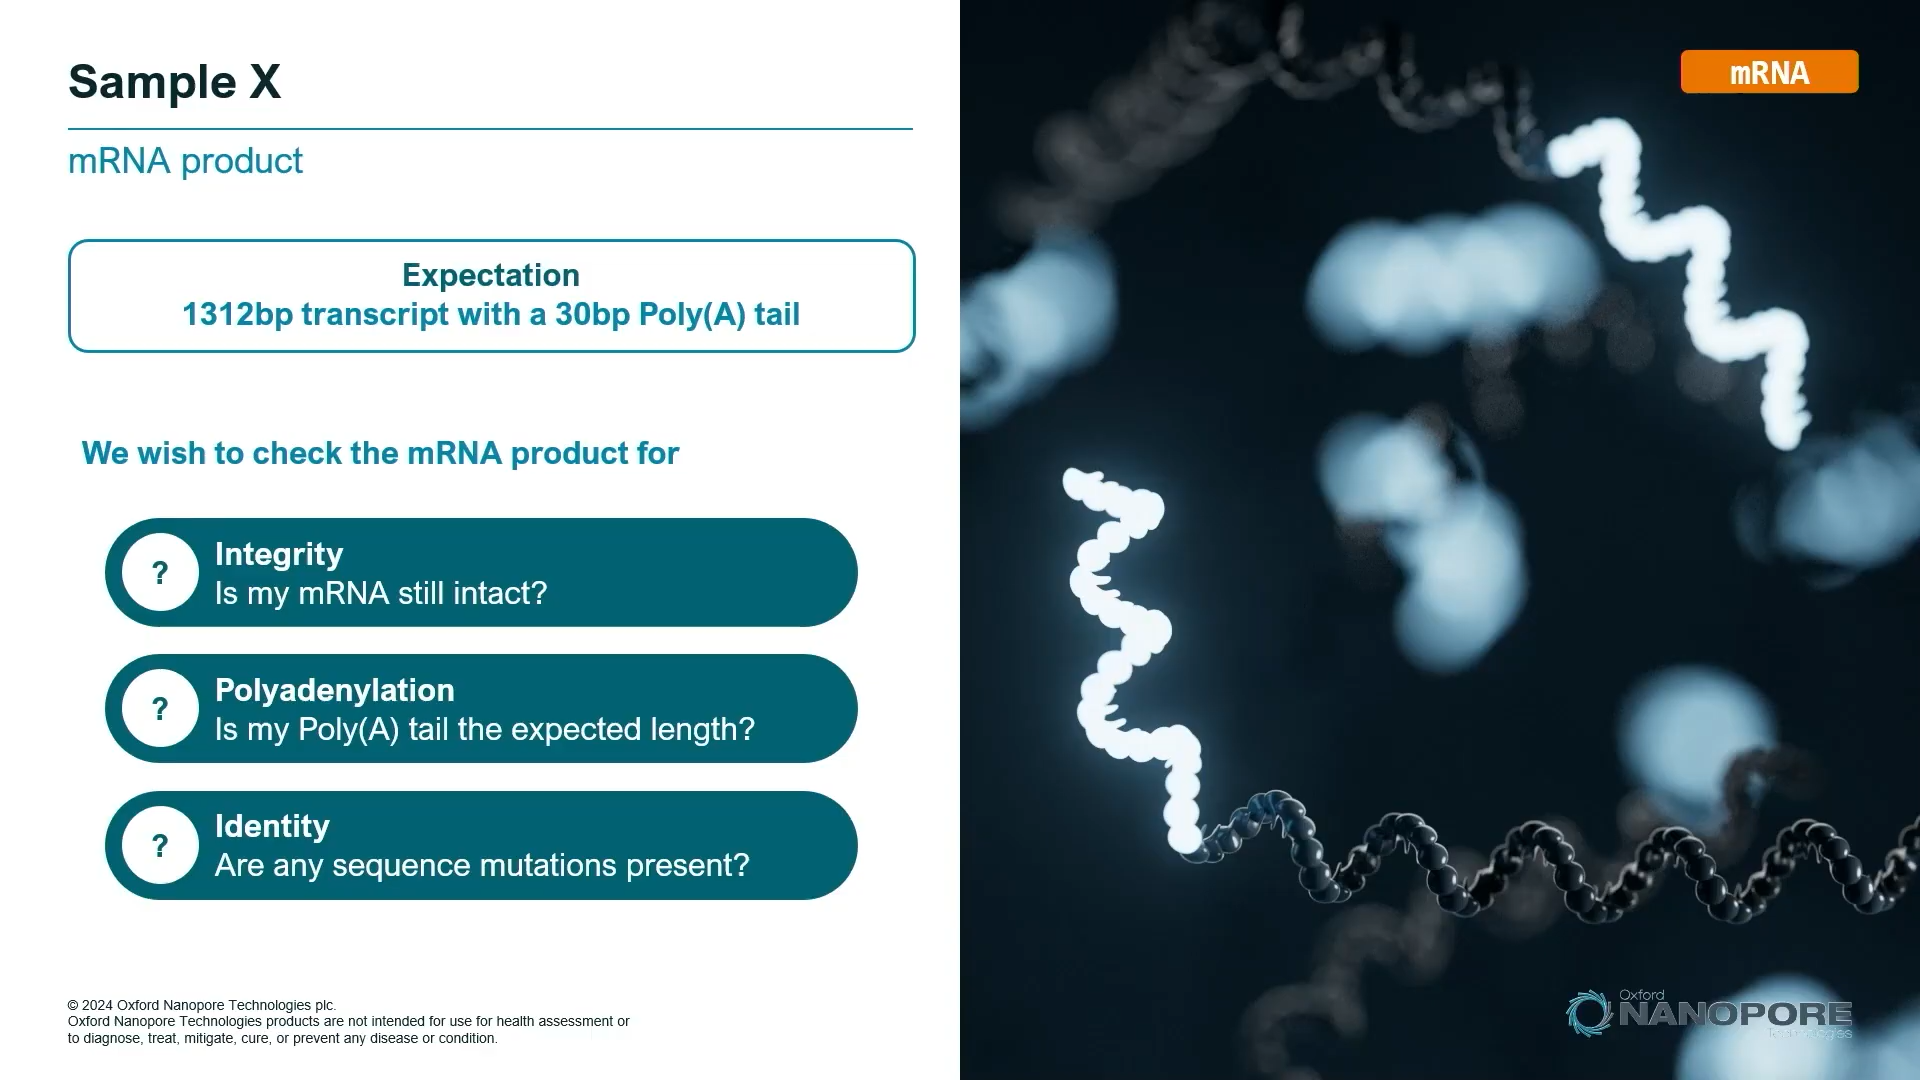 Sample X
mRNA
mRNA product
Expectation
1312bp transcript with a 30bp Poly(A) tail
We wish to check the mRNA product for
?
Integrity
Is my mRNA still intact?
?
Polyadenylation
Is my Poly(A) tail the expected length?
?
Identity
Are any sequence mutations present?
© 2024 Oxford Nanopore Technologies plc.
Oxford Nanopore Technologies products are not intended for use for health assessment or
to diagnose, treat, mitigate, cure, or prevent any disease or condition.
Oxford
NANOPORE
Technologies